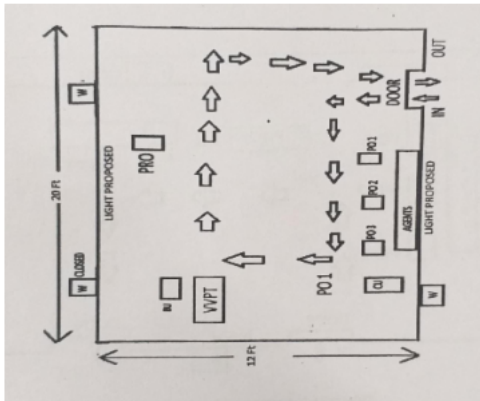 20 Ft
W
W
CLOSED
LIGHT PROPOSED
PRO
BU
VVPT
OUT
DOOR
IN
PO1
PO2
PO3
AGENTS
LIGHT PROPOSED
PO1
CU
W
12 Ft